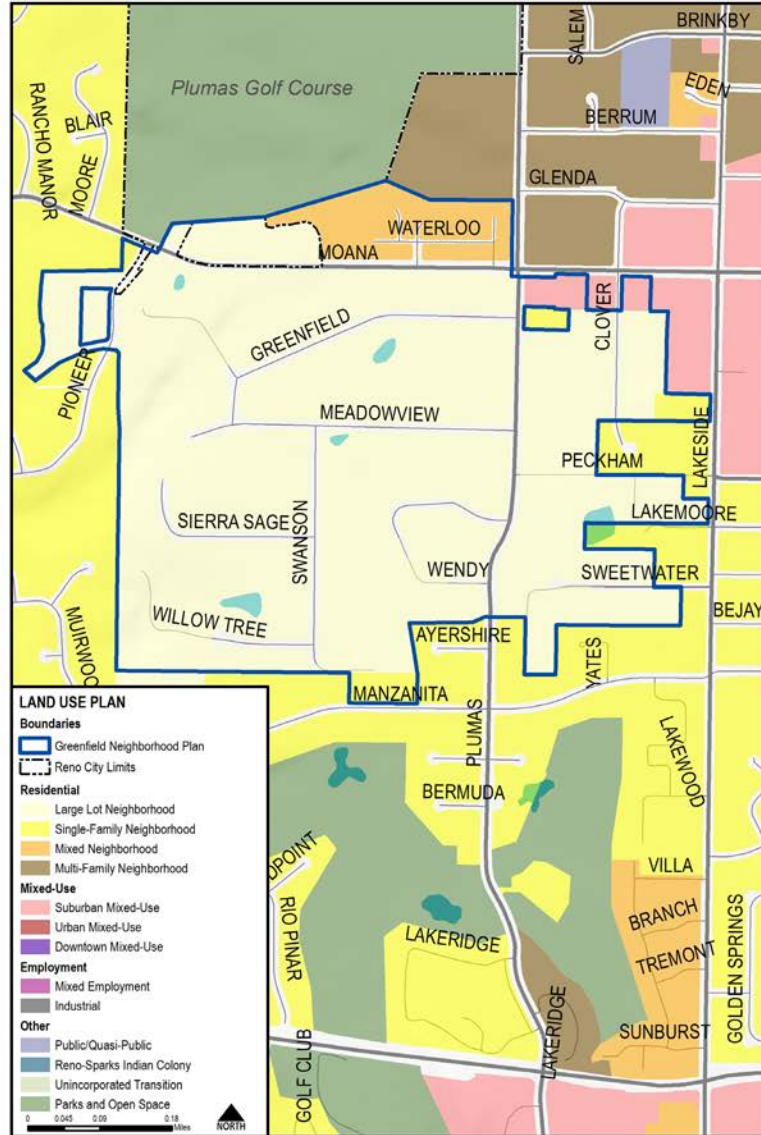 BRINKBY
SALEM
Plumas Golf Course
RANCHO MANOR
BLAIR
MOORE
EDEN
BERRUM
GLENDA
WATERLOO
MOANA
CLOVER
GREENFIELD
PIONEER
MEADOWVIEW
LAKESIDE
PECKHAM
LAKEMOORE
SIERRA SAGE
SWANSON
WENDY
SWEETWATER
WILLOW TREE
BEJAY
MUIRWOO
AYERSHIRE
YATES
MANZANITA
PLUMAS
LAKEWOOD
BERMUDA
VILLA
DPOINT
RIO PINAR
BRANCH
LAKERIDGE
TREMONT
GOLDEN SPRINGS
SUNBURST
LAKERIDGE
GOLF CLUB
LAND USE PLAN
Boundaries
Greenfield Neighborhood Plan
Reno City Limits
Residential
Large Lot Neighborhood
Single-Family Neighborhood
Mixed Neighborhood
Multi-Family Neighborhood
Mixed-Use
Suburban Mixed-Use
Urban Mixed-Use
Downtown Mixed-Use
Employment
Mixed Employment
Industrial
Other
Public/Quasi-Public
Reno-Sparks Indian Colony
Unincorporated Transition
Parks and Open Space
0 0.045 0.09 0.18
Miles
NORTH